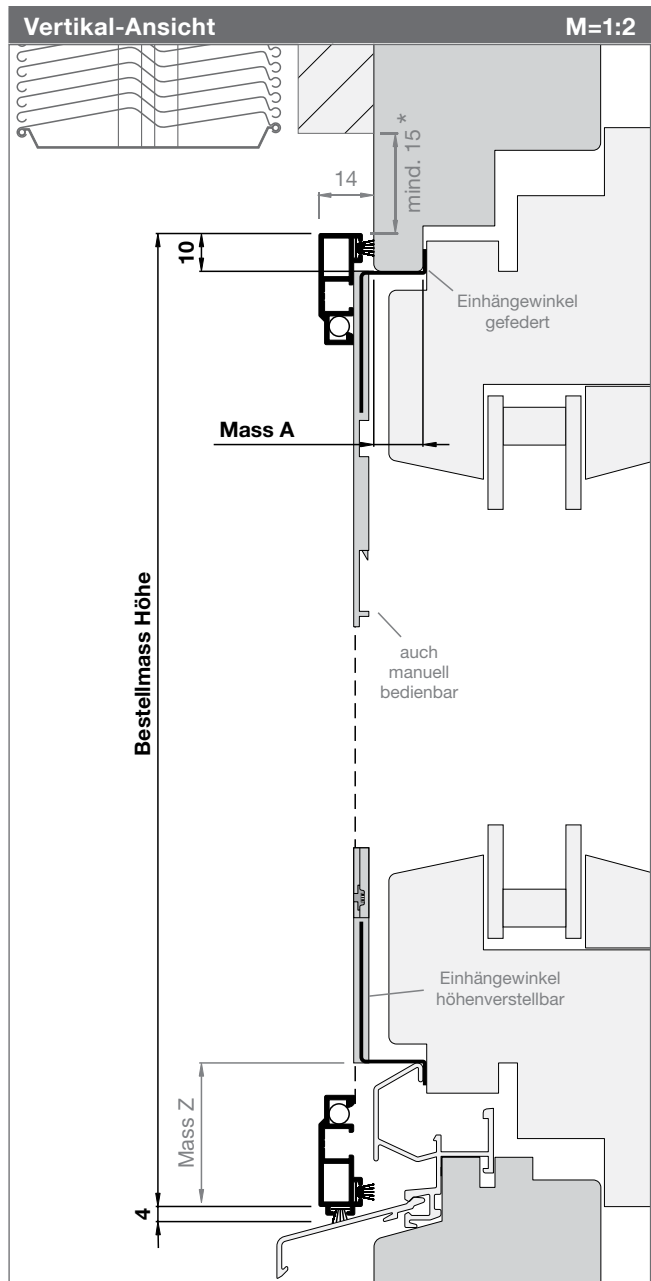 Vertikal-Ansicht M=1:2
14
mind. 15*
10
Einhängewinkel
gefedert
Mass A
Bestellmass Höhe
auch
manuell
bedienbar
Einhängewinkel
höhenverstellbar
Mass Z
4